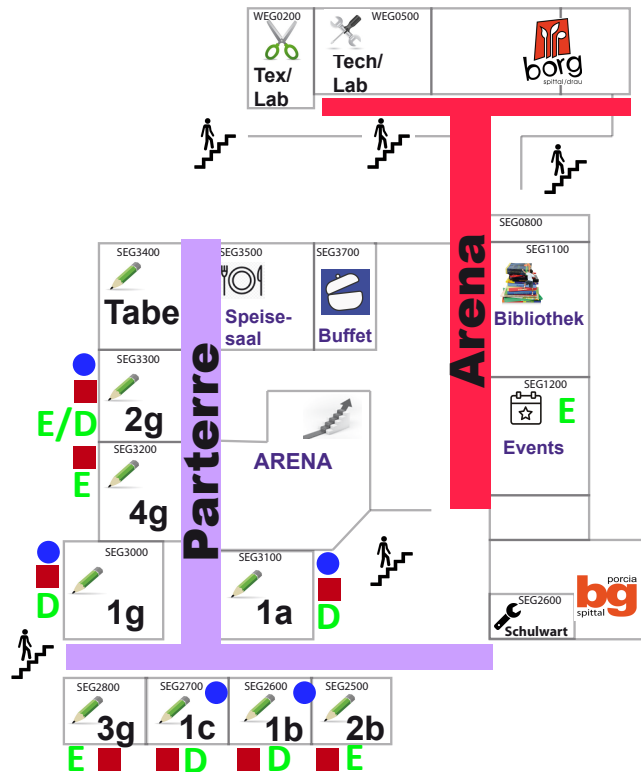 WEG0200
WEG0500
Tex/
Lab
Tech/
Lab
borg
spittal/drau
SEG0800
SEG3400
SEG3500
SEG3700
SEG1100
Tabe
Speise-
saal
Buffet
Bibliothek
Parterre
Arena
SEG3300
2g
E/D
SEG1200
E
Events
SEG3200
4g
E
ARENA
SEG3000
1g
D
SEG3100
1a
D
SEG2600
Schulwart
porcia
bg
spittal
SEG2800
SEG2700
SEG2600
SEG2500
3g
1c
1b
2b
E
D
D
E